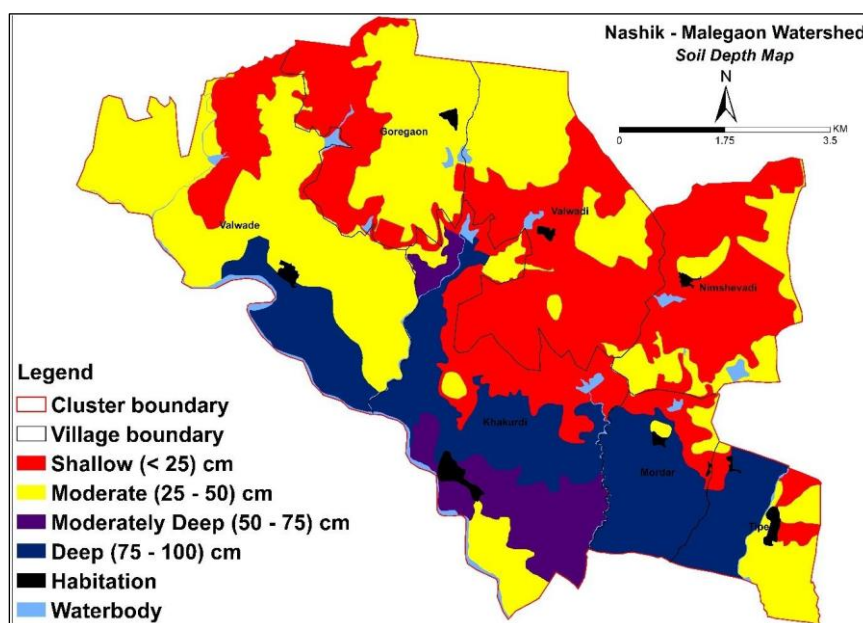 Nashik - Malegaon Watershed
Soil Depth Map
N
KM
0 1.75 3.5
Goregaon
Valwade
Vaiwadi
Nimshevadi
Khakurdi
Mordar
Tipe
Legend
Cluster boundary
Village boundary
Shallow (< 25) cm
Moderate (25 - 50) cm
Moderately Deep (50 - 75) cm
Deep (75 - 100) cm
Habitation
Waterbody